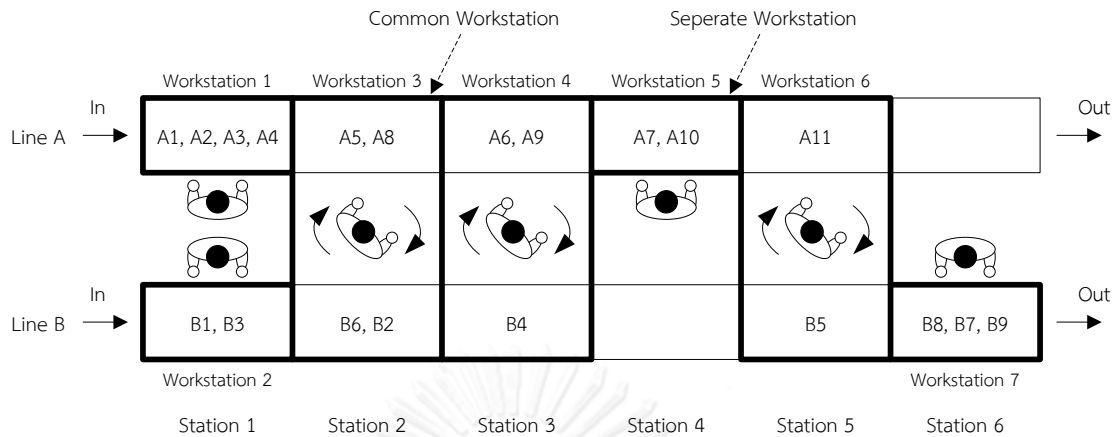 Common Workstation Seperate Workstation
Workstation 1 Workstation 3 Workstation 4 Workstation 5 Workstation 6
In Out
Line A A1, A2, A3, A4 A5, A8 A6, A9 A7, A10 A11
In Out
Line B B1, B3 B6, B2 B4 B5 B8, B7, B9
Workstation 2 Workstation 7
Station 1 Station 2 Station 3 Station 4 Station 5 Station 6